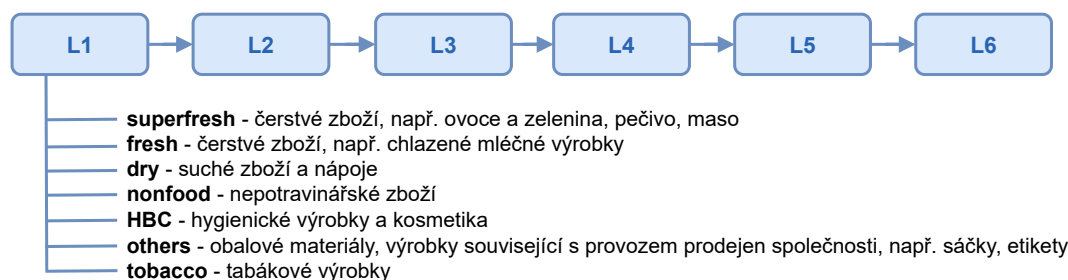 L1 L2 L3 L4 L5 L6
superfresh - čerstvé zboží, např. ovoce a zelenina, pečivo, maso
fresh - čerstvé zboží, např. chlazené mléčné výrobky
dry - suché zboží a nápoje
nonfood - nepotravinářské zboží
HBC - hygienické výrobky a kosmetika
others - obalové materiály, výrobky související s provozem prodejen společnosti, např. sáčky, etikety
tobacco - tabákové výrobky